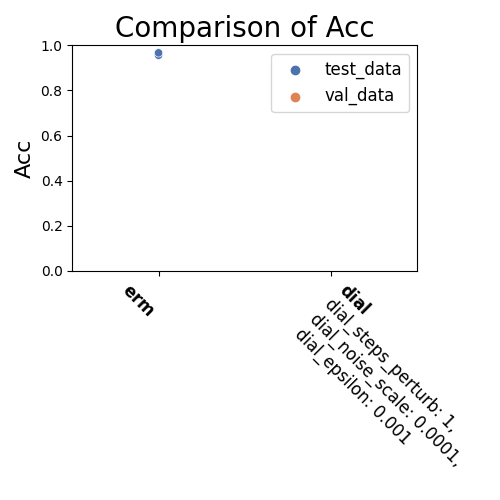 Comparison of Acc
1.0
0.8
0.6
0.4
0.2
0.0
Acc
test_data
val_data
erm
dial
dial_steps_perturb: 1,
dial_noise_scale: 0.0001,
dial_epsilon: 0.001